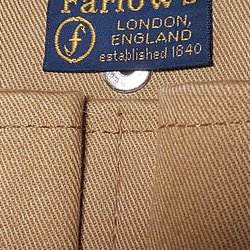 Farlow's
f
LONDON,
ENGLAND
established 1840